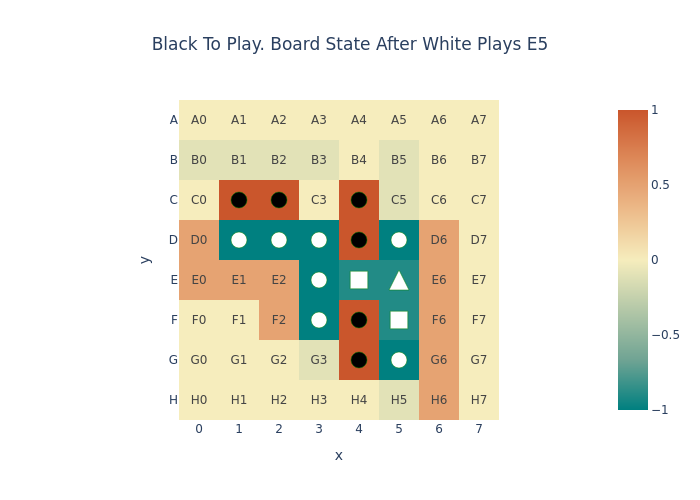 Black To Play. Board State After White Plays E5
A A0 A1 A2 A3 A4 A5 A6 A7
B B0 B1 B2 B3 B4 B5 B6 B7
C C0 C3 C5 C6 C7
D D0 D6 D7
E E0 E1 E2 E6 E7
F F0 F1 F2 F6 F7
G G0 G1 G2 G3 G6 G7
H H0 H1 H2 H3 H4 H5 H6 H7
0 1 2 3 4 5 6 7
x
y
1
0.5
0
−0.5
−1